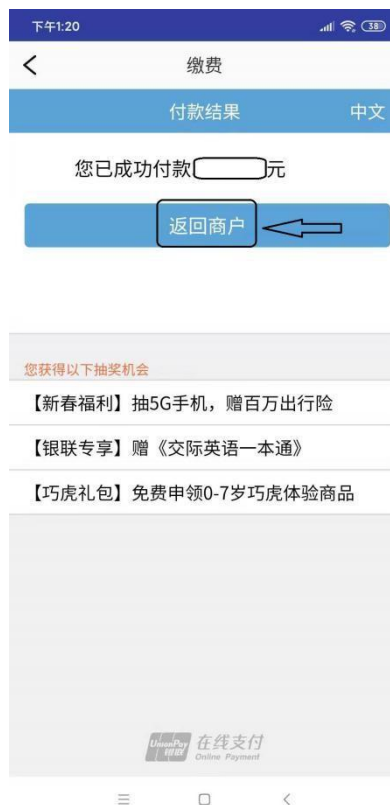 下午1:20
38
缴费
付款结果 中文
您已成功付款 元
返回商户
您获得以下抽奖机会
【新春福利】抽5G手机，赠百万出行险
【银联专享】赠《交际英语一本通》
【巧虎礼包】免费申领0-7岁巧虎体验商品
UnionPay 银联 在线支付
Online Payment